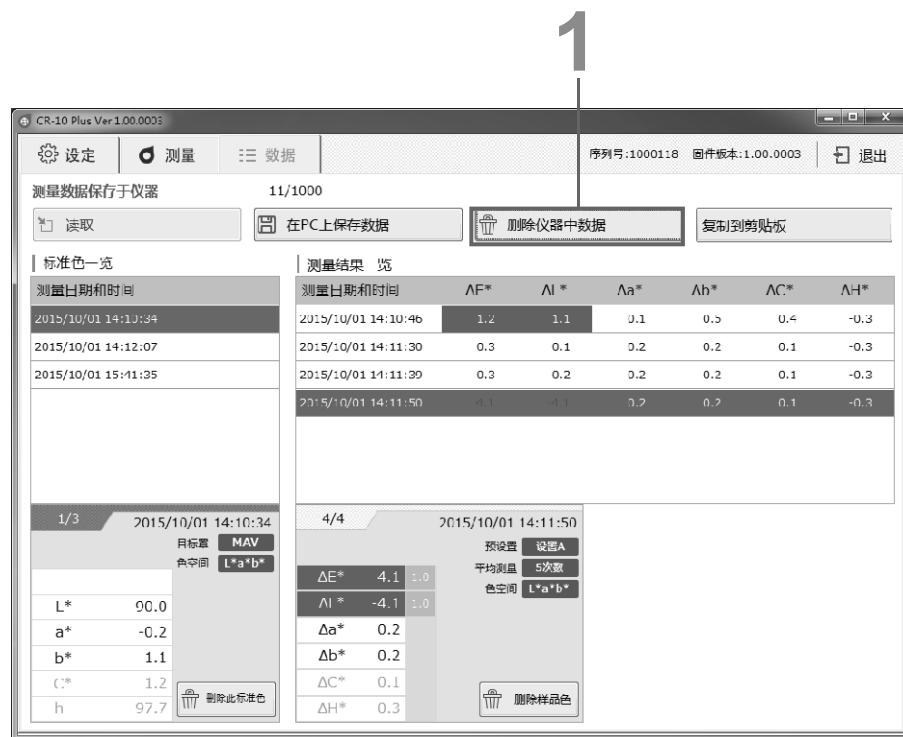 1
CR-10 Plus Ver 1.00.0003
设定 测量 数据 序列号:1000118 固件版本:1.00.0003 退出
测量数据保存于仪器 11/1000
读取 在PC上保存数据 删除仪器中数据 复制到剪贴板
标准色一览 测量结果 览
测量日期和时间 测量日期和时间 ΔE* ΔL* Δa* Δb* ΔC* ΔH*
2015/10/01 14:10:34 2015/10/01 14:10:46 1.2 1.1 0.1 0.5 0.4 -0.3
2015/10/01 14:12:07 2015/10/01 14:11:30 0.3 0.1 0.2 0.2 0.1 -0.3
2015/10/01 15:41:35 2015/10/01 14:11:39 0.3 0.2 0.2 0.2 0.1 -0.3
2015/10/01 14:11:50 -4.1 -4.1 0.2 0.2 0.1 -0.3
1/3 2015/10/01 14:10:34 4/4 2015/10/01 14:11:50
目标罩 MAV 预设置 设置A
色空间 L*a*b* 平均测量 5次数
ΔE* 4.1 1.0 色空间 L*a*b*
L* 90.0 ΔL* -4.1 1.0
a* -0.2 Δa* 0.2
b* 1.1 Δb* 0.2
C* 1.2 删除此标准色 ΔC* 0.1 删除样品色
h 97.7 ΔH* 0.3